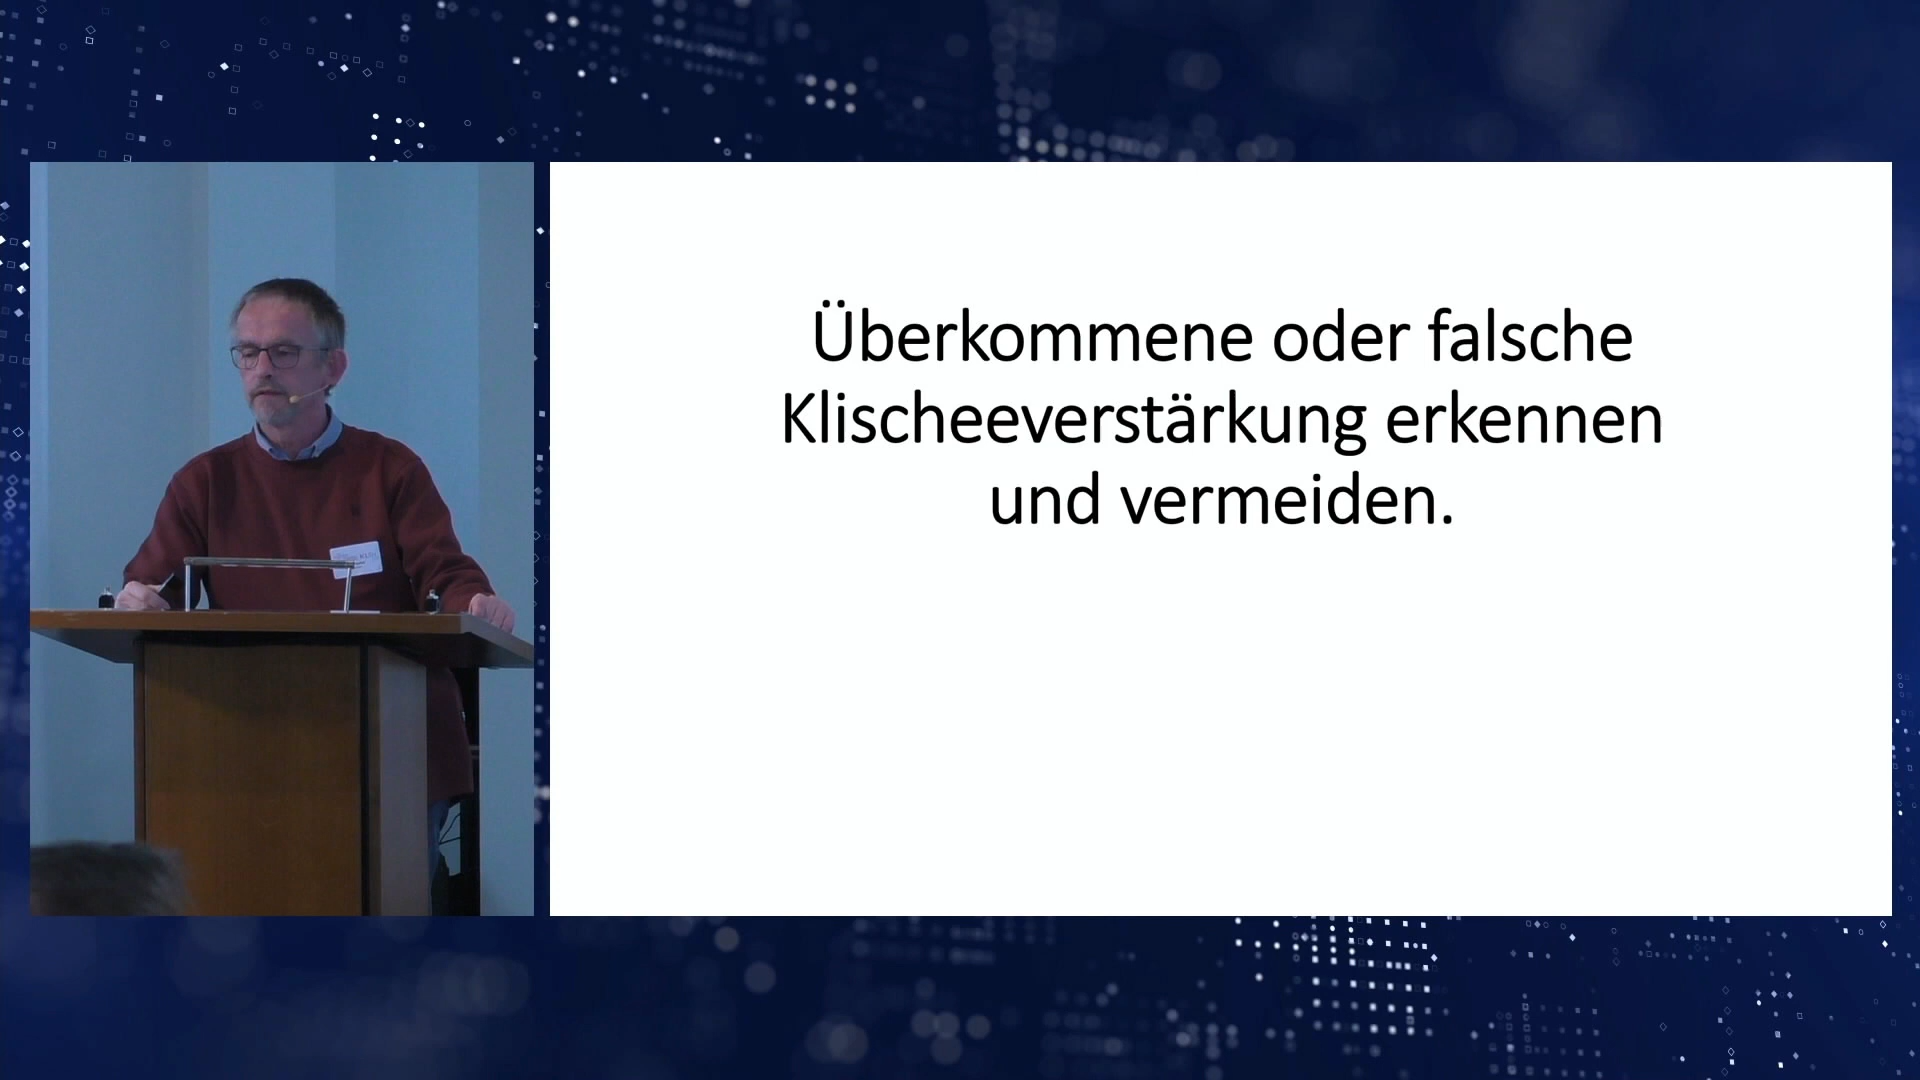 Überkommene oder falsche
Klischeeverstärkung erkennen
und vermeiden.